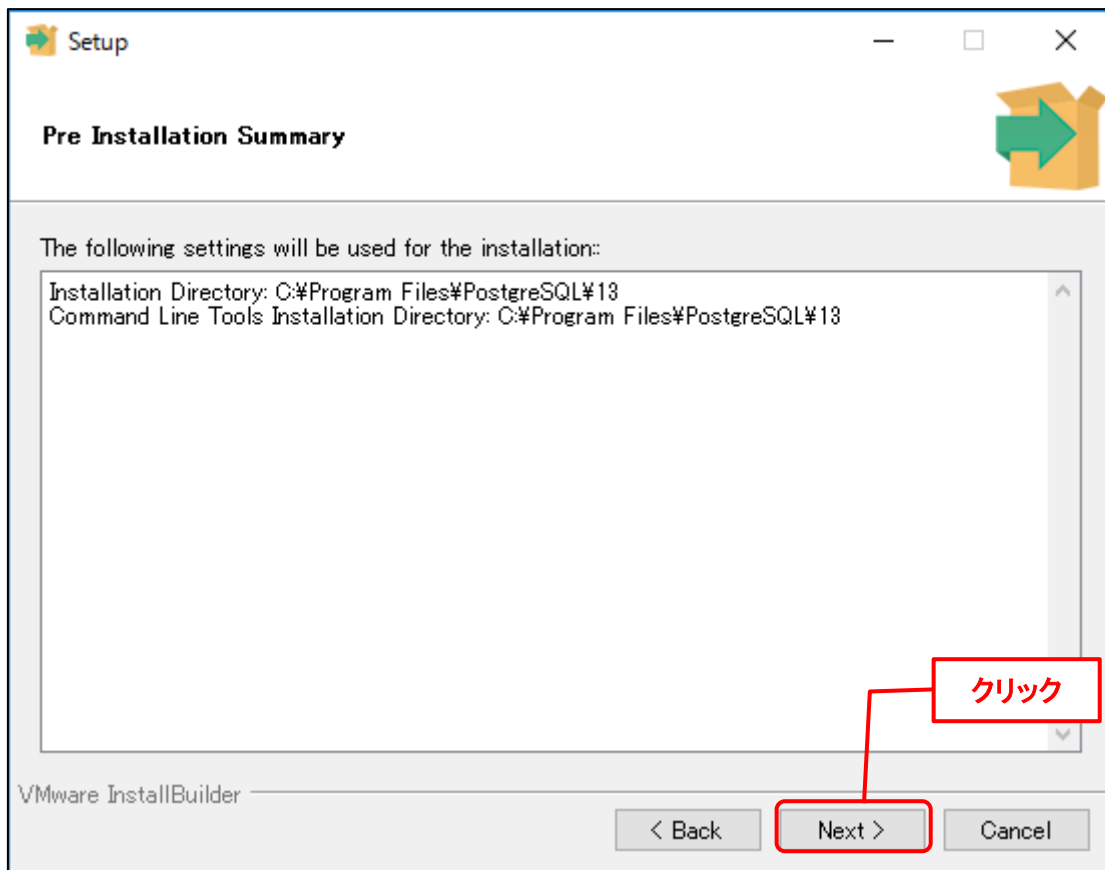 Setup
Pre Installation Summary
The following settings will be used for the installation::
Installation Directory: C:¥Program Files¥PostgreSQL¥13
Command Line Tools Installation Directory: C:¥Program Files¥PostgreSQL¥13
クリック
VMware InstallBuilder
< Back
Next >
Cancel